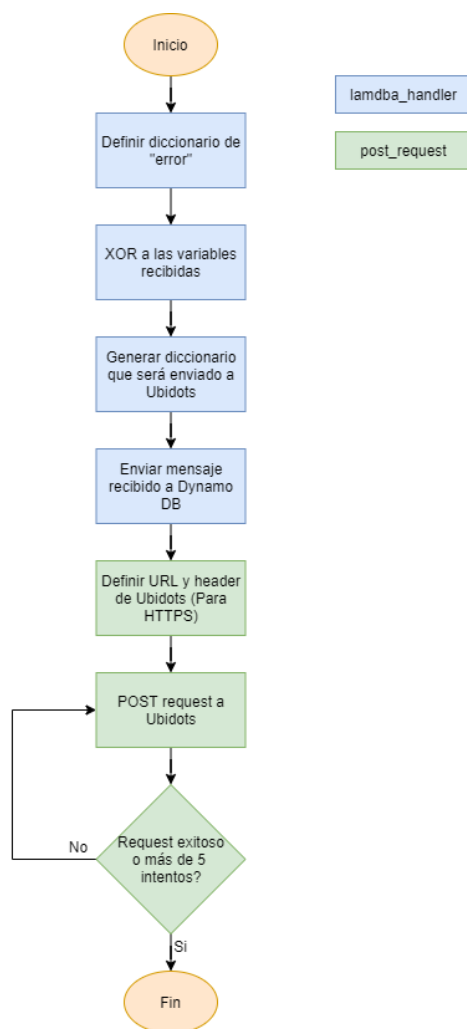 Inicio
lamdba_handler
post_request
Definir diccionario de
"error"
XOR a las variables
recibidas
Generar diccionario
que será enviado a
Ubidots
Enviar mensaje
recibido a Dynamo
DB
Definir URL y header
de Ubidots (Para
HTTPS)
POST request a
Ubidots
Request exitoso
o más de 5
intentos?
No
Si
Fin